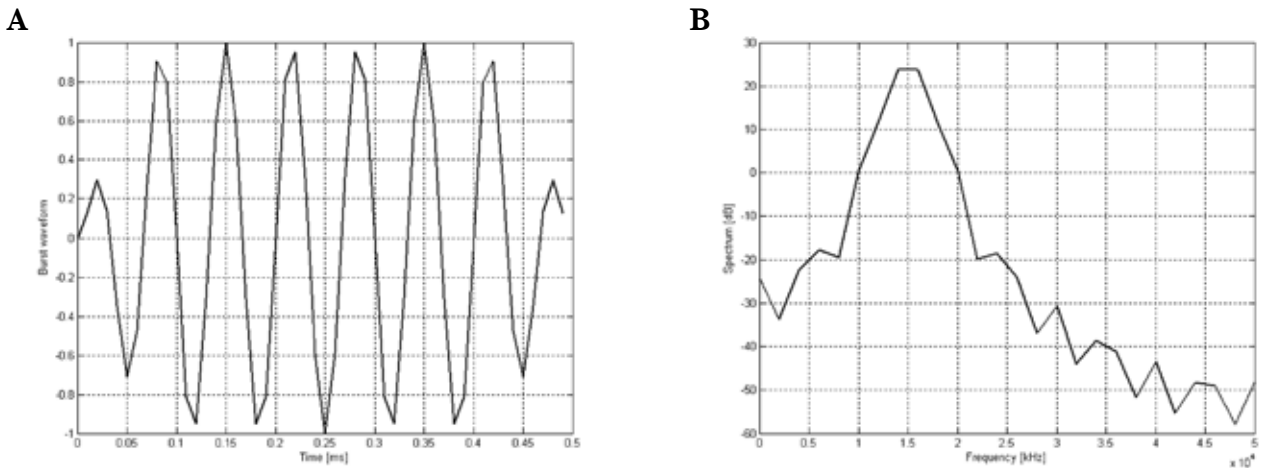 A
1
0.8
0.6
0.4
0.2
0
-0.2
-0.4
-0.6
-0.8
-1
Burst waveform
0 0.05 0.1 0.15 0.2 0.25 0.3 0.35 0.4 0.45 0.5
Time [ms]
B
30
20
10
0
-10
-20
-30
-40
-50
-60
Spectrum [dB]
0 0.5 1 1.5 2 2.5 3 3.5 4 4.5 5
Frequency [kHz]
x 10⁴